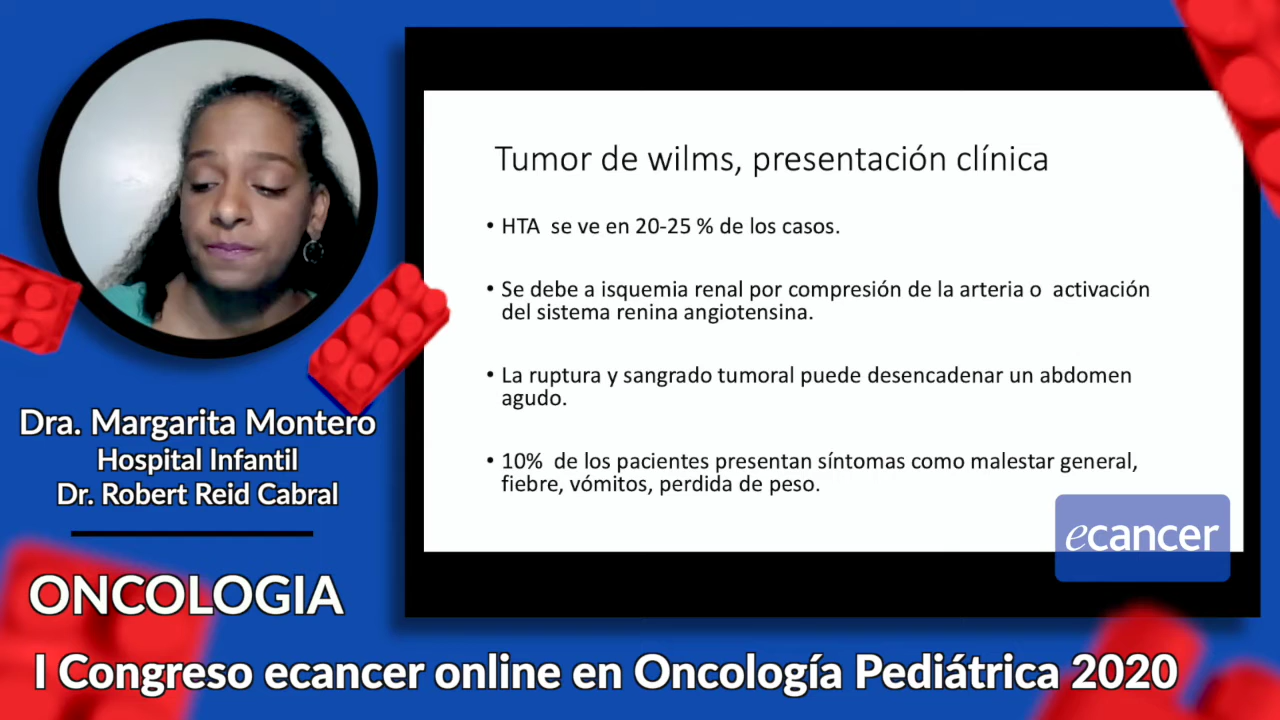 Tumor de wilms, presentación clínica
• HTA se ve en 20-25 % de los casos.
• Se debe a isquemia renal por compresión de la arteria o activación
del sistema renina angiotensina.
• La ruptura y sangrado tumoral puede desencadenar un abdomen
agudo.
• 10% de los pacientes presentan síntomas como malestar general,
fiebre, vómitos, perdida de peso.
ecancer
Dra. Margarita Montero
Hospital Infantil
Dr. Robert Reid Cabral
ONCOLOGIA
I Congreso ecancer online en Oncología Pediátrica 2020